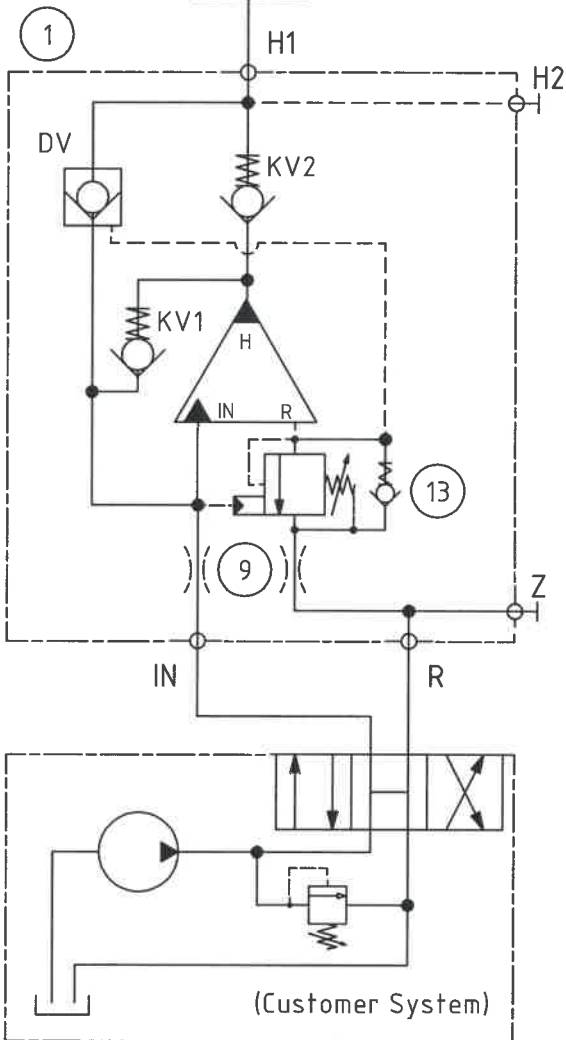 1
H1
H2
DV
KV2
KV1
H
IN
R
13
9
Z
IN
R
(Customer System)